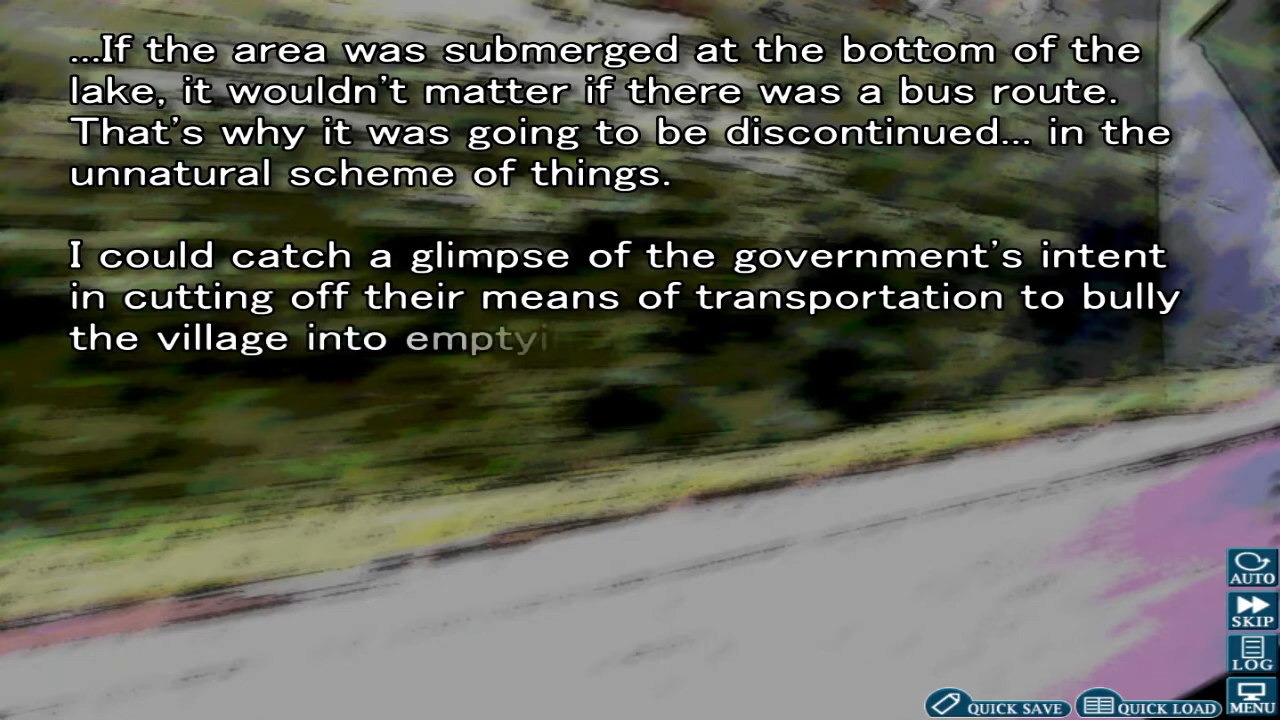 ...If the area was submerged at the bottom of the
lake, it wouldn't matter if there was a bus route.
That's why it was going to be discontinued... in the
unnatural scheme of things.
I could catch a glimpse of the government's intent
in cutting off their means of transportation to bully
the village into emptyi
AUTO
SKIP
LOG
QUICK SAVE
QUICK LOAD
MENU